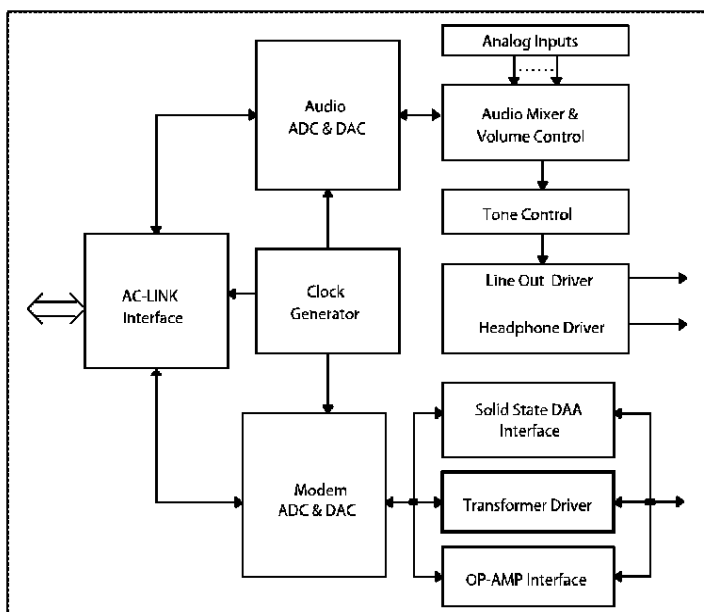 Analog Inputs
Audio
ADC & DAC
Audio Mixer &
Volume Control
Tone Control
AC-LINK
Interface
Clock
Generator
Line Out Driver
Headphone Driver
Solid State DAA
Interface
Modem
ADC & DAC
Transformer Driver
OP-AMP Interface